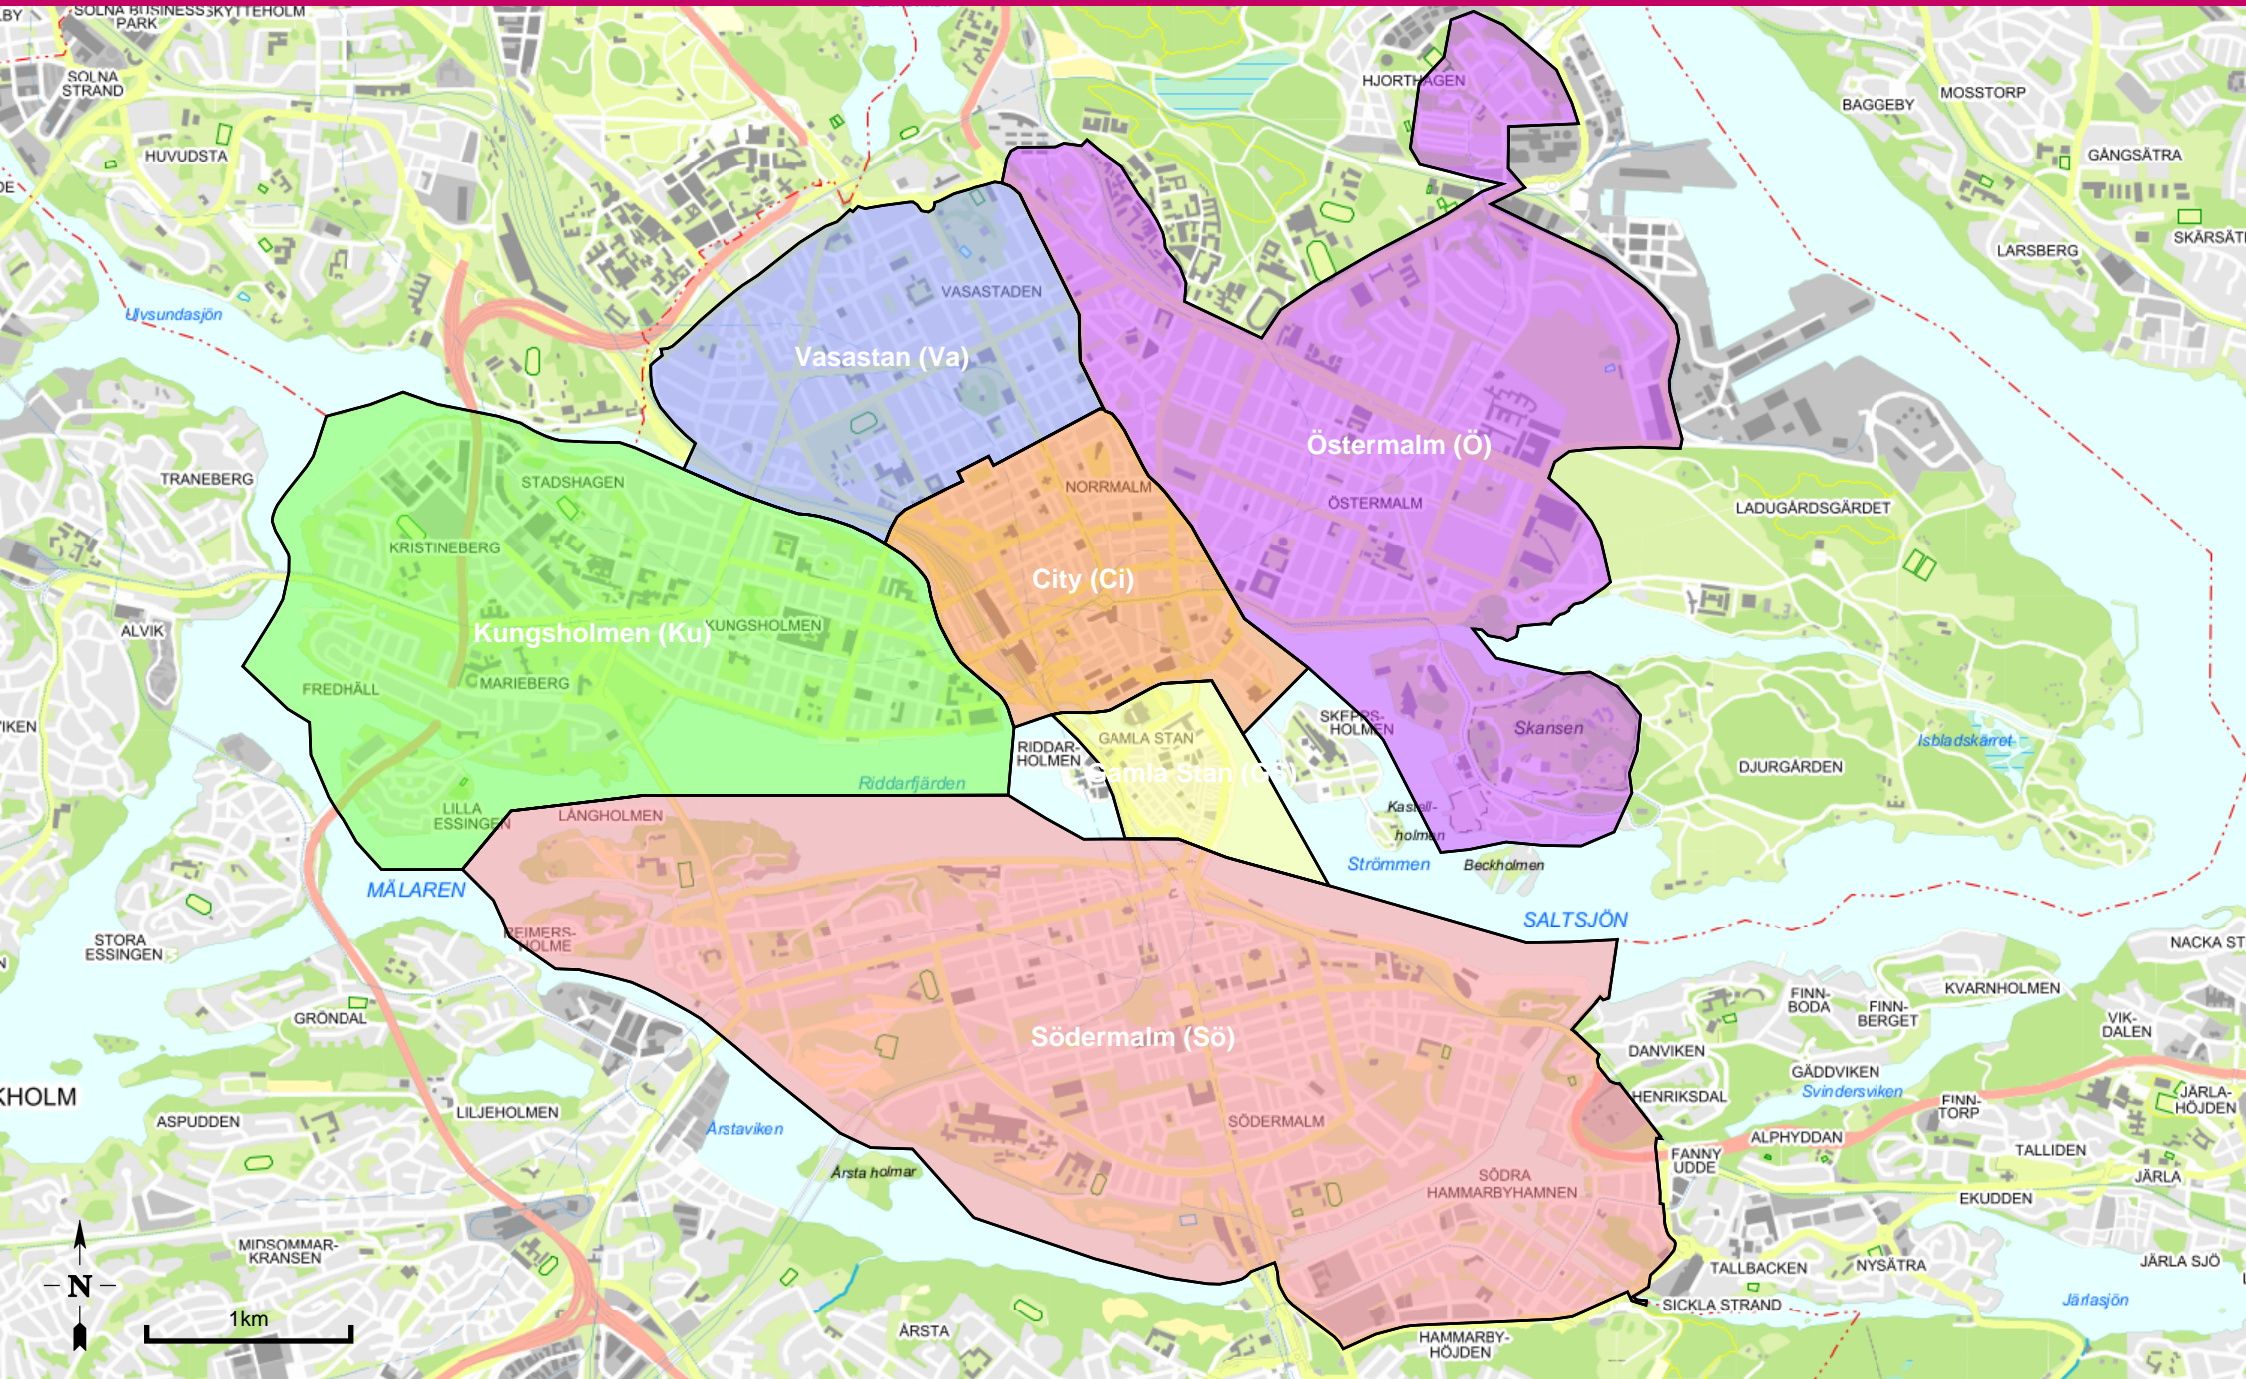 SOLNA BUSINESS
PARK
SKYTTEHOLM
SOLNA
STRAND
HJORTHAGEN
BAGGEBY
MOSSTORP
HUVUDSTA
GÅNGSÄTRA
LARSBERG
Ulvsundasjön
VASASTADEN
Vasastan (Va)
Östermalm (Ö)
TRANEBERG
STADSHAGEN
NORRMALM
ÖSTERMALM
LADUGÅRDSGÄRDET
KRISTINEBERG
City (Ci)
ALVIK
Kungsholmen (Ku)
KUNGSHOLMEN
FREDHÄLL
MARIEBERG
SKEPPS-
HOLMEN
Skansen
GAMLA STAN
RIDDAR-
HOLMEN
Isbladskärret
DJURGÅRDEN
Gamla Stan (GS)
Riddarfjärden
LILLA
ESSINGEN
LÅNGHOLMEN
Kastell-
holmen
Strömmen
Beckholmen
MÄLAREN
SALTSJÖN
STORA
ESSINGEN
REIMERS-
HOLME
NACKA ST
GRÖNDAL
FINN-
BODA
FINN-
BERGET
KVARNHOLMEN
VIK-
DALEN
Södermalm (Sö)
DANVIKEN
GÄDDVIKEN
Svindersviken
HENRIKSDAL
FINN-
TORP
JÄRLA-
HÖJDEN
KHOLM
ASPUDDEN
LILJEHOLMEN
Årstaviken
SÖDERMALM
ALPHYDDAN
TALLIDEN
FANNY
UDDE
JÄRLA
Årsta holmar
SÖDRA
HAMMARBYHAMNEN
EKUDDEN
MIDSOMMAR-
KRANSEN
TALLBACKEN
NYSÄTRA
JÄRLA SJÖ
N
1km
SICKLA STRAND
Järlasjön
ÅRSTA
HAMMARBY-
HÖJDEN